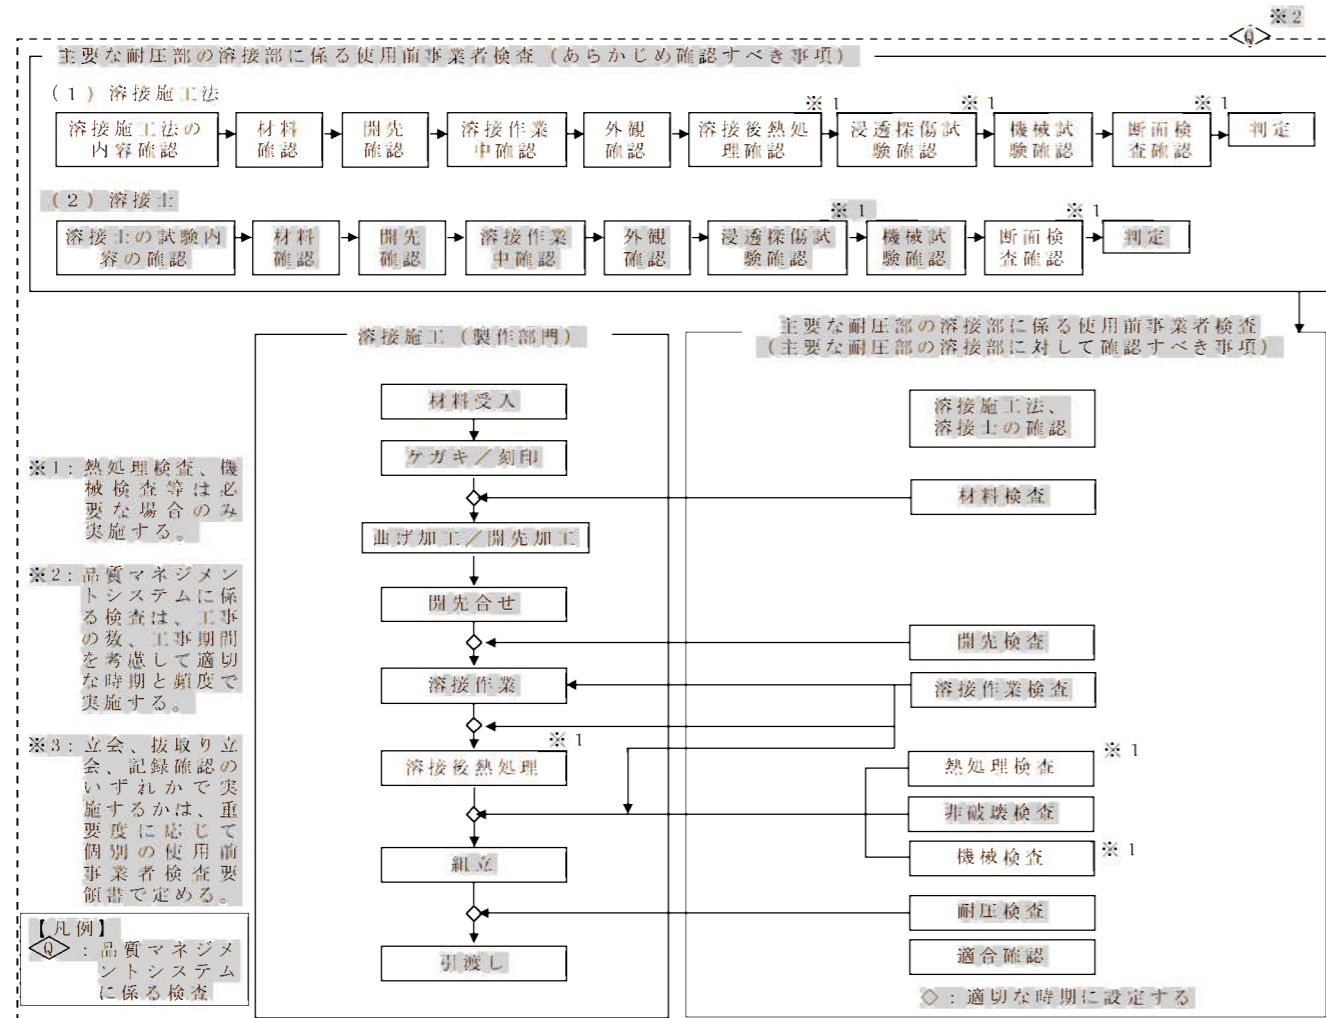 ※2
Q
主要な耐圧部の溶接部に係る使用前事業者検査（あらかじめ確認すべき事項）
（1）溶接施工法
※1
※1
※1
溶接施工法の
内容確認
材料
確認
開先
確認
溶接作業
中確認
外観
確認
溶接後熱処
理確認
浸透探傷試
験確認
機械試
験確認
断面検
査確認
判定
（2）溶接士
※1
※1
溶接士の試験内
容の確認
材料
確認
開先
確認
溶接作業
中確認
外観
確認
浸透探傷試
験確認
機械試
験確認
断面検
査確認
判定
溶接施工（製作部門）
材料受入
ケガキ／刻印
曲げ加工／開先加工
開先合せ
溶接作業
※1
溶接後熱処理
組立
引渡し
主要な耐圧部の溶接部に係る使用前事業者検査
（主要な耐圧部の溶接部に対して確認すべき事項）
溶接施工法、
溶接士の確認
材料検査
開先検査
溶接作業検査
※1
熱処理検査
非破壊検査
機械検査
※1
耐圧検査
適合確認
◇：適切な時期に設定する
※1：熱処理検査、機
械検査等は必
要な場合のみ
実施する。
※2：品質マネジメン
トシステムに係
る検査は、工事
の数、工事期間
を考慮して適切
な時期と頻度で
実施する。
※3：立会、抜取り立
会、記録確認の
いずれかで実
施するかは、重
要度に応じて
個別の使用前
事業者検査要
領書で定める。
【凡例】
Q：品質マネジメ
ントシステム
に係る検査